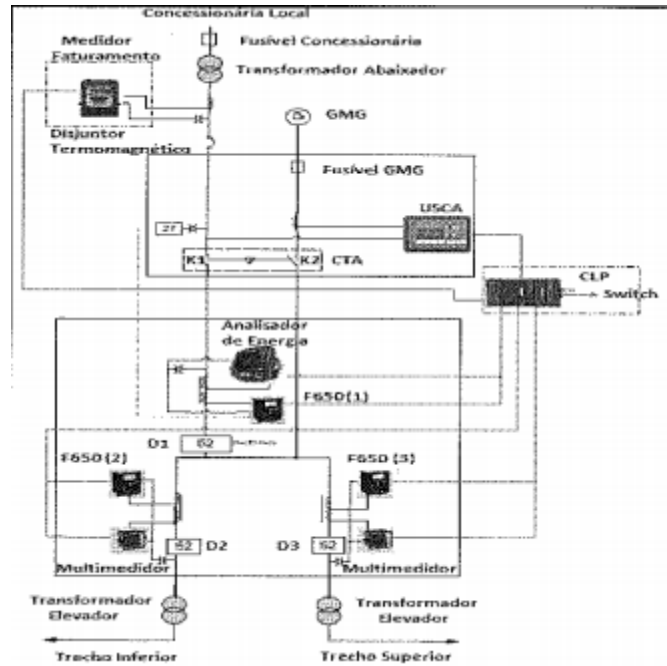 Concessionária Local
Medidor
Faturamento
Fusível Concessionária
Transformador Abaixador
GMG
Disjuntor
Termomagnético
Fusível GMG
USCA
27
K1
K2
CTA
CLP
Switch
Analisador
de Energia
F650(1)
D1
52
F650(2)
F650 (3)
52
D2
D3
52
Multimedidor
Multimedidor
Transformador
Elevador
Transformador
Elevador
Trecho Inferior
Trecho Superior